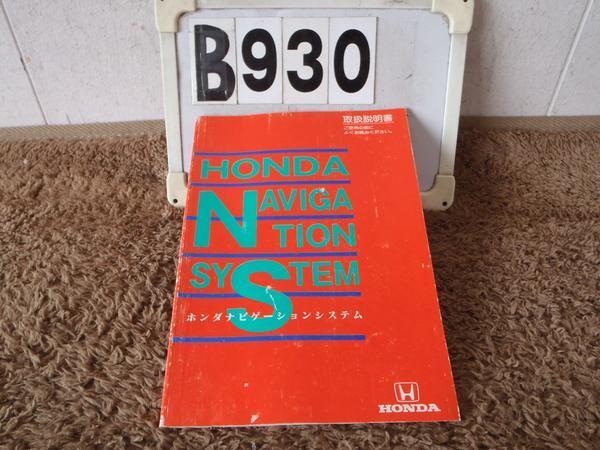 B930
取扱説明書
ご使用の前に
よくお読みください。
HONDA
NAVIGA
TION
SYSTEM
ホンダナビゲーションシステム
HONDA